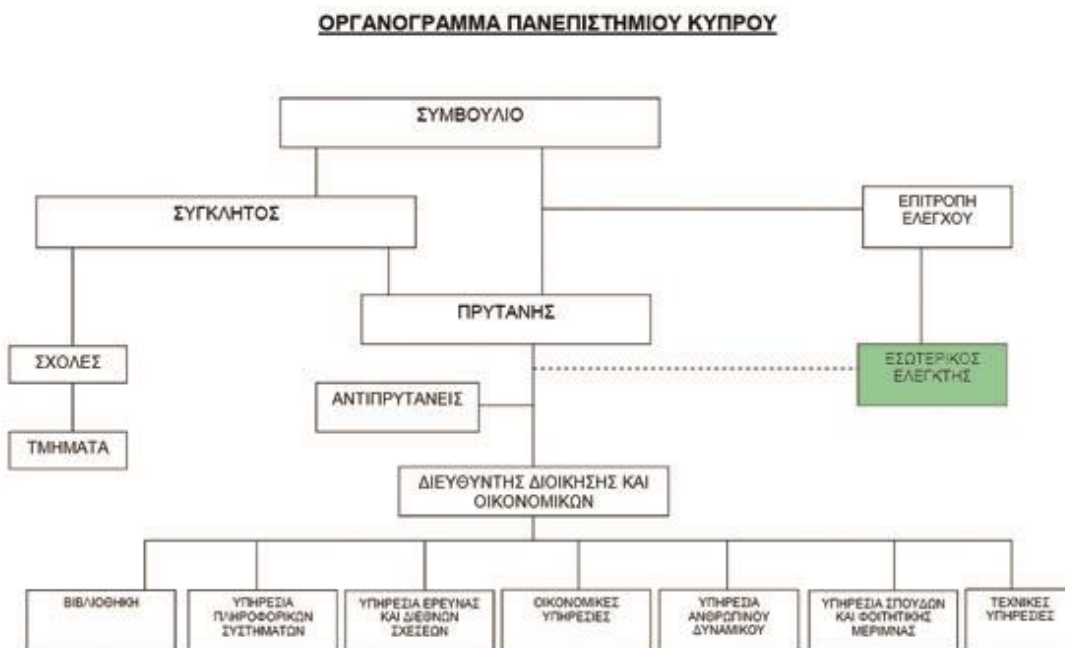 ΟΡΓΑΝΟΓΡΑΜΜΑ ΠΑΝΕΠΙΣΤΗΜΙΟΥ ΚΥΠΡΟΥ
ΣΥΜΒΟΥΛΙΟ
ΣΥΓΚΛΗΤΟΣ
ΕΠΙΤΡΟΠΗ
ΕΛΕΓΧΟΥ
ΠΡΥΤΑΝΗΣ
ΣΧΟΛΕΣ
ΕΣΩΤΕΡΙΚΟΣ
ΕΛΕΓΚΤΗΣ
ΑΝΤΙΠΡΥΤΑΝΕΙΣ
ΤΜΗΜΑΤΑ
ΔΙΕΥΘΥΝΤΗΣ ΔΙΟΙΚΗΣΗΣ ΚΑΙ
ΟΙΚΟΝΟΜΙΚΩΝ
ΒΙΒΛΙΟΘΗΚΗ
ΥΠΗΡΕΣΙΑ
ΠΛΗΡΟΦΟΡΙΚΩΝ
ΣΥΣΤΗΜΑΤΩΝ
ΥΠΗΡΕΣΙΑ ΕΡΕΥΝΑΣ
ΚΑΙ ΔΙΕΘΝΩΝ
ΣΧΕΣΕΩΝ
ΟΙΚΟΝΟΜΙΚΕΣ
ΥΠΗΡΕΣΙΕΣ
ΥΠΗΡΕΣΙΑ
ΑΝΘΡΩΠΙΝΟΥ
ΔΥΝΑΜΙΚΟΥ
ΥΠΗΡΕΣΙΑ ΣΠΟΥΔΩΝ
ΚΑΙ ΦΟΙΤΗΤΙΚΗΣ
ΜΕΡΙΜΝΑΣ
ΤΕΧΝΙΚΕΣ
ΥΠΗΡΕΣΙΕΣ